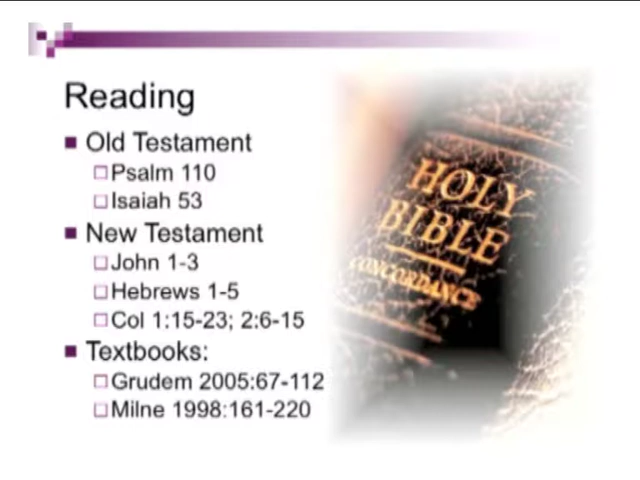 Reading
Old Testament
Psalm 110
Isaiah 53
New Testament
John 1-3
Hebrews 1-5
Col 1:15-23; 2:6-15
Textbooks:
Grudem 2005:67-112
Milne 1998:161-220
HOLY
BIBLE
CONCORDANCE